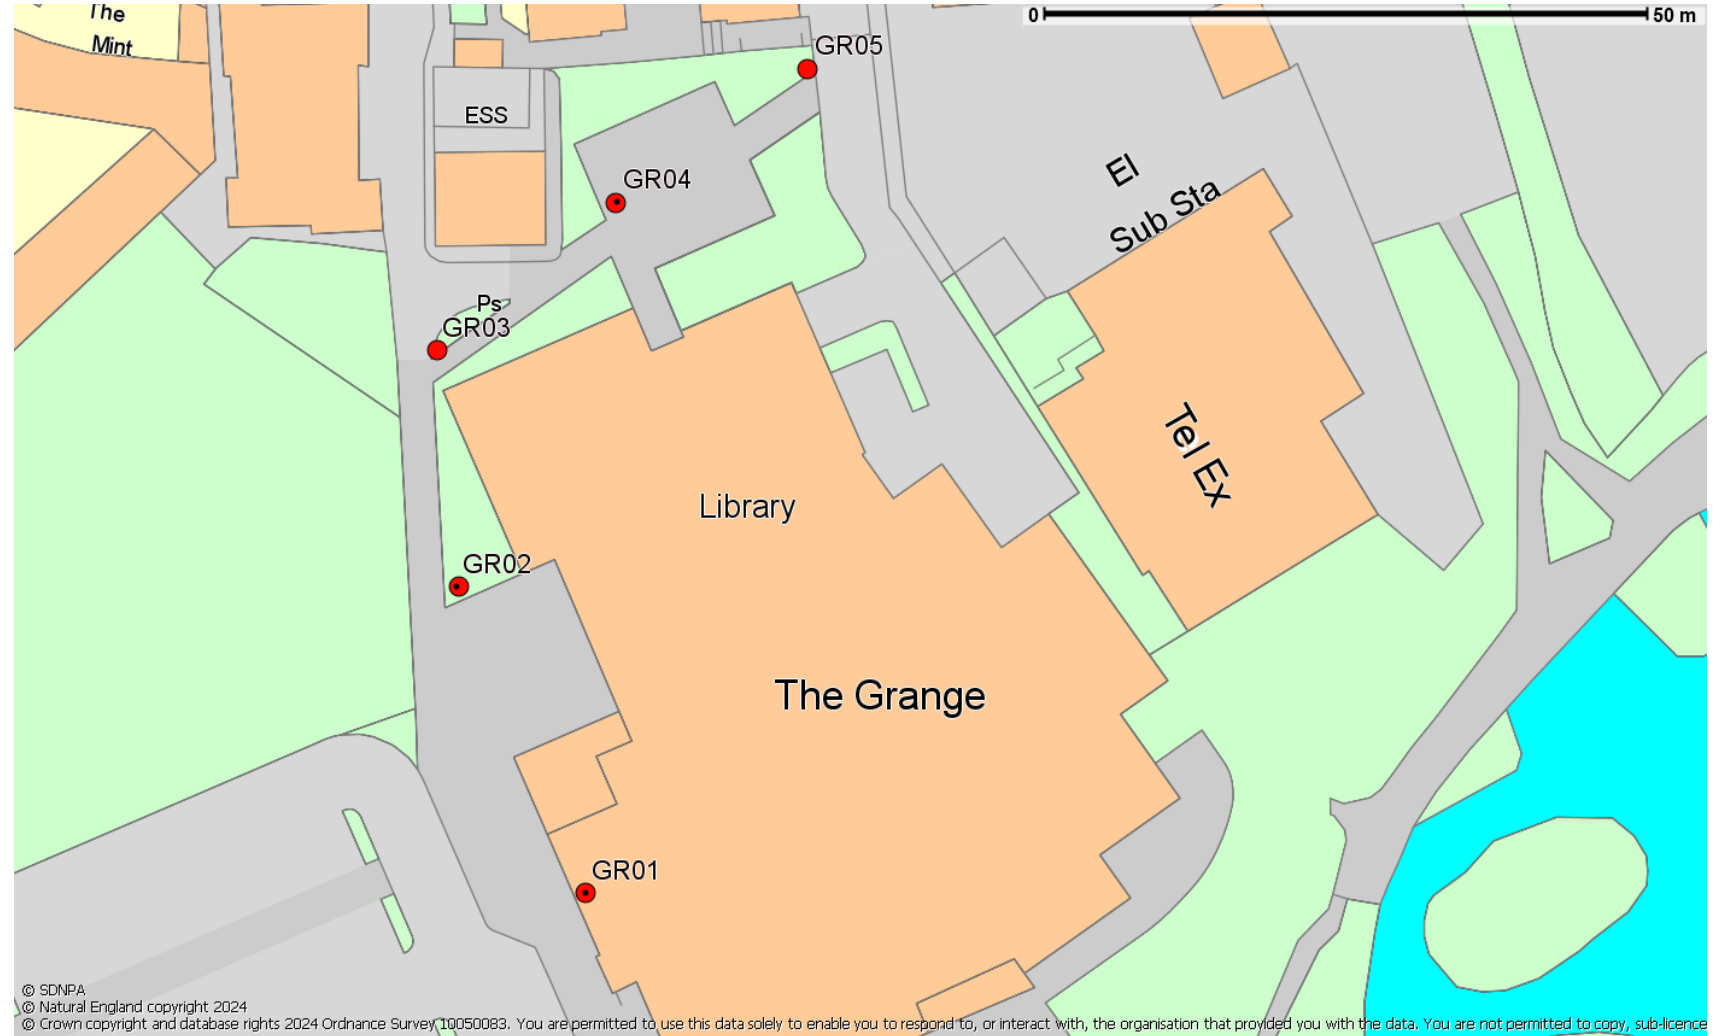 The
Mint
0 50 m
GR05
ESS
El
Sub Sta
GR04
Ps
GR03
Tel Ex
Library
GR02
The Grange
GR01
© SDNPA
© Natural England copyright 2024
© Crown copyright and database rights 2024 Ordnance Survey 10050083. You are permitted to use this data solely to enable you to respond to, or interact with, the organisation that provided you with the data. You are not permitted to copy, sub-licence